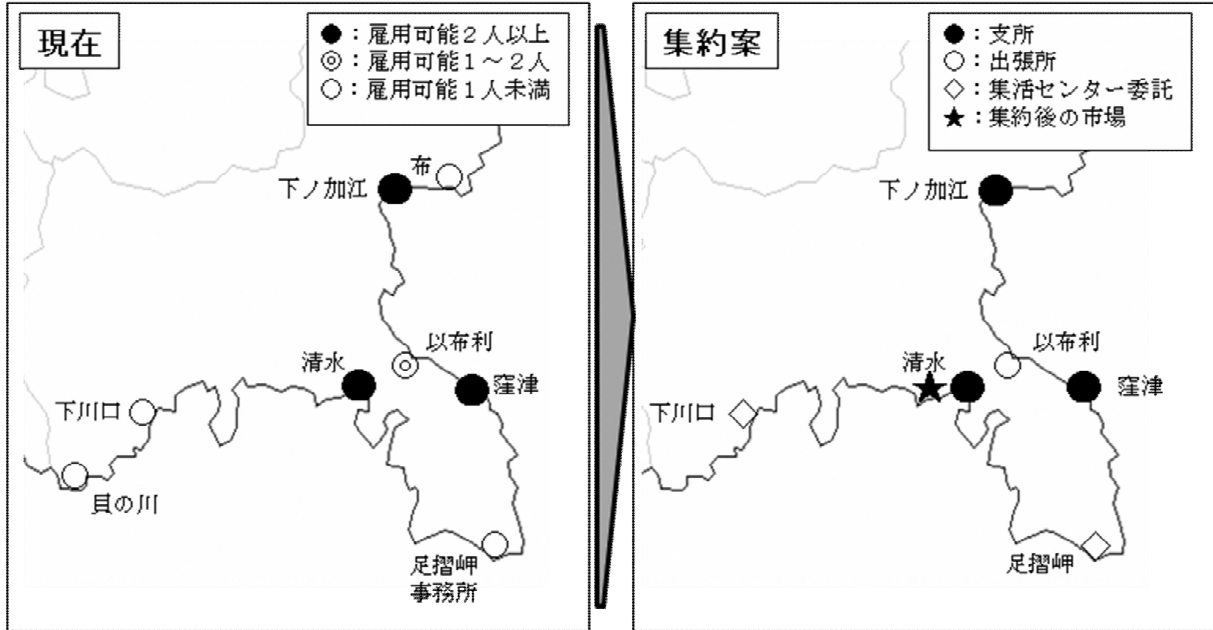 現在
●:雇用可能2人以上
◎:雇用可能1~2人
○:雇用可能1人未満
布
下ノ加江
以布利
清水
窪津
下川口
貝の川
足摺岬
事務所
集約案
●:支所
○:出張所
◇:集活センター委託
★:集約後の市場
下ノ加江
以布利
清水
窪津
下川口
足摺岬